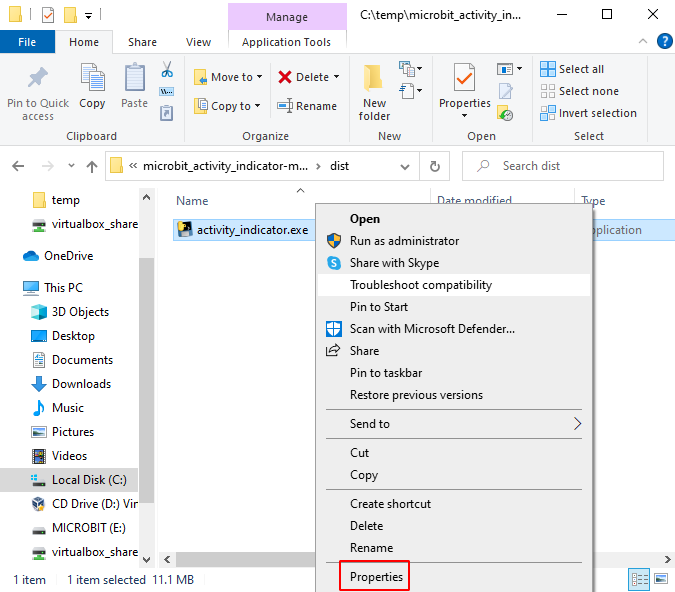 Manage
C:\temp\microbit_activity_in...
File
Home
Share
View
Application Tools
Pin to Quick
access
Copy
Paste
Move to
Copy to
Delete
Rename
New
folder
Properties
Open
Select all
Select none
Invert selection
Clipboard
Organize
New
Open
Select
« microbit_activity_indicator-m... › dist
Search dist
temp
virtualbox_share
OneDrive
This PC
3D Objects
Desktop
Documents
Downloads
Music
Pictures
Videos
Local Disk (C:)
CD Drive (D:) Vir
MICROBIT (E:)
virtualbox_share
Name
Date modified
Type
activity_indicator.exe
pplication
Open
Run as administrator
Share with Skype
Troubleshoot compatibility
Pin to Start
Scan with Microsoft Defender...
Share
Pin to taskbar
Restore previous versions
Send to
Cut
Copy
Create shortcut
Delete
Rename
Properties
1 item
1 item selected 11.1 MB